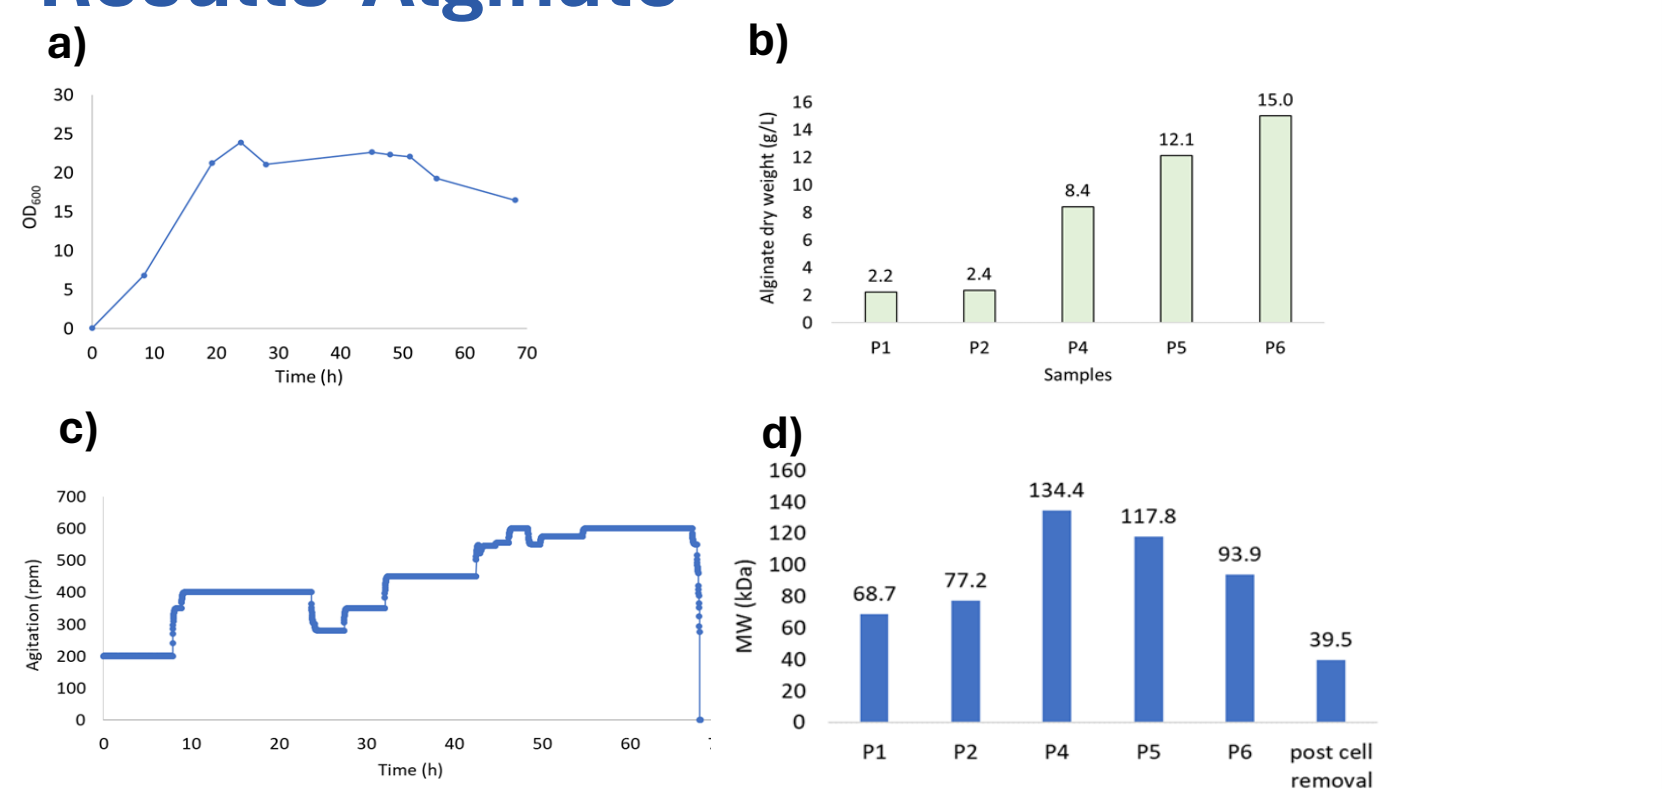 Results Alginate
a)
30
25
20
15
10
5
0
OD600
0 10 20 30 40 50 60 70
Time (h)
b)
16
14
12
10
8
6
4
2
0
Alginate dry weight (g/L)
2.2 2.4 8.4 12.1 15.0
P1 P2 P4 P5 P6
Samples
c)
700
600
500
400
300
200
100
0
Agitation (rpm)
0 10 20 30 40 50 60
Time (h)
d)
160
140
120
100
80
60
40
20
0
MW (kDa)
68.7 77.2 134.4 117.8 93.9 39.5
P1 P2 P4 P5 P6 post cell
removal